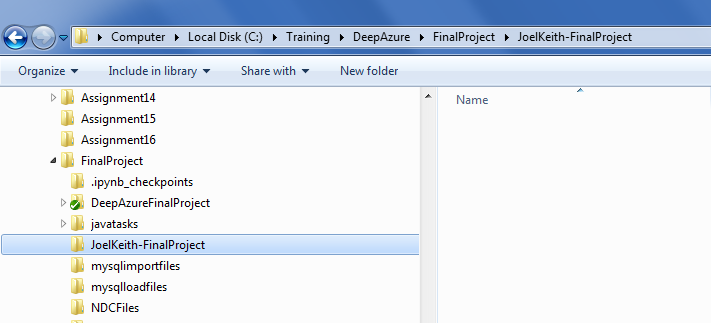 Computer Local Disk (C:) Training DeepAzure FinalProject JoelKeith-FinalProject
Organize Include in library Share with New folder
Name
Assignment14
Assignment15
Assignment16
FinalProject
.ipynb_checkpoints
DeepAzureFinalProject
javatasks
JoelKeith-FinalProject
mysqlimportfiles
mysqlloadfiles
NDCFiles